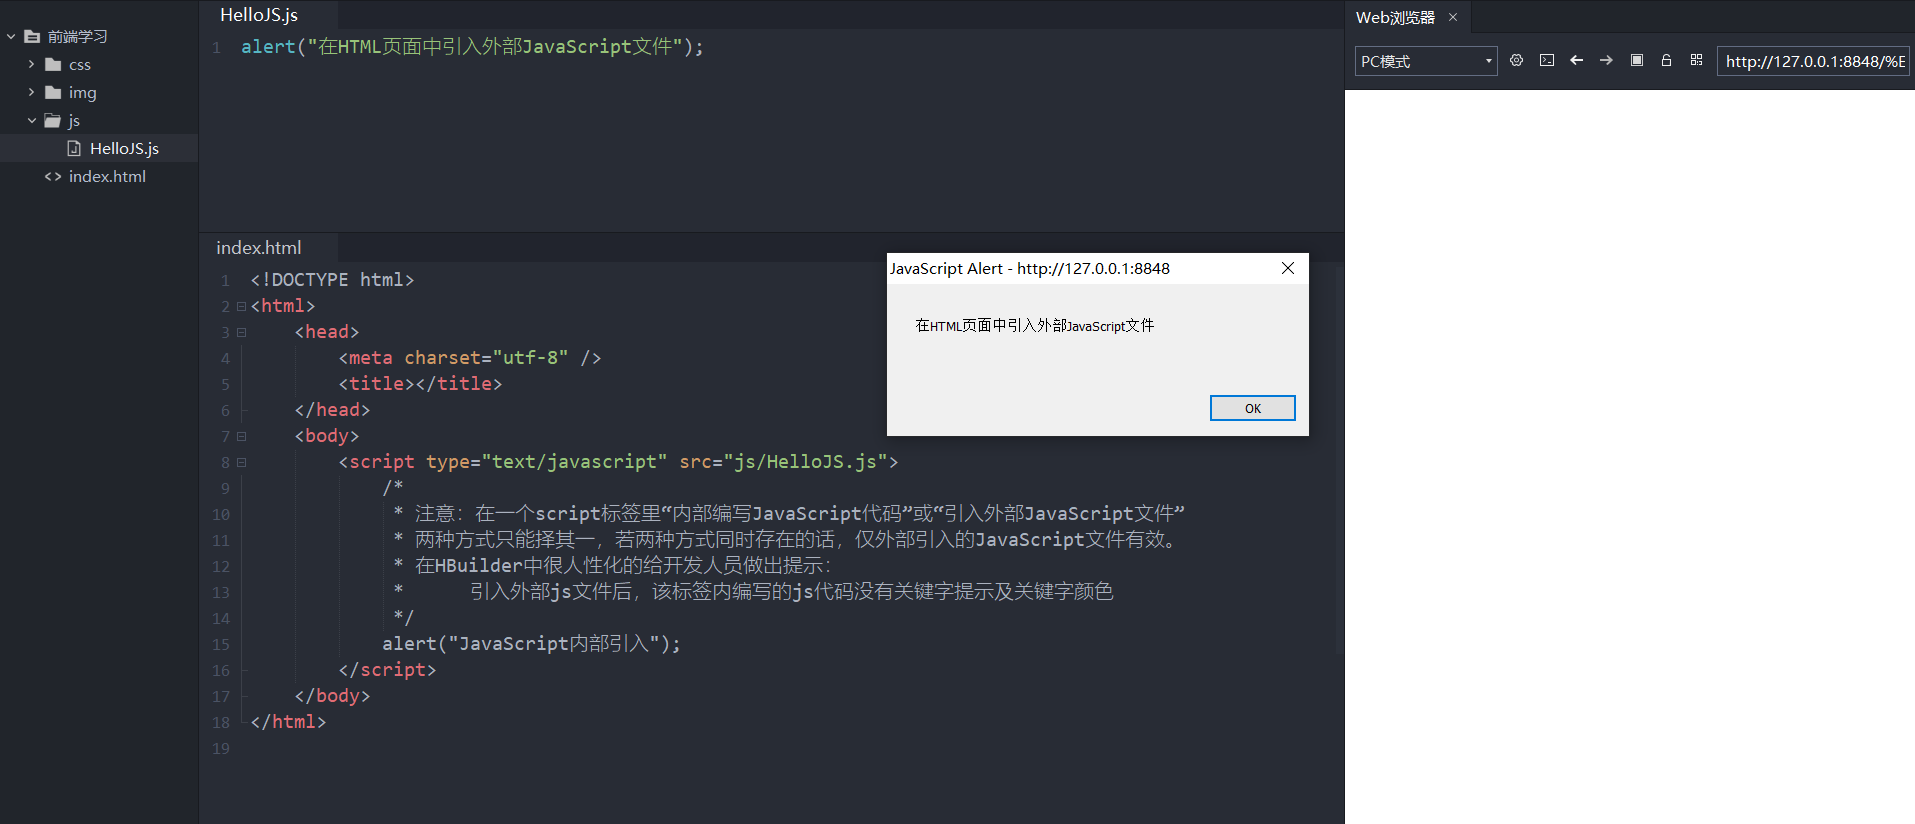 前端学习
css
img
js
HelloJS.js
index.html
HelloJS.js
1 alert("在HTML页面中引入外部JavaScript文件");
index.html
1 <!DOCTYPE html>
2 <html>
3 <head>
4 <meta charset="utf-8" />
5 <title></title>
6 </head>
7 <body>
8 <script type="text/javascript" src="js/HelloJS.js">
9 /*
10 * 注意：在一个script标签里“内部编写JavaScript代码”或“引入外部JavaScript文件”
11 * 两种方式只能择其一，若两种方式同时存在的话，仅外部引入的JavaScript文件有效。
12 * 在HBuilder中很人性化的给开发人员做出提示：
13 * 引入外部js文件后，该标签内编写的js代码没有关键字提示及关键字颜色
14 */
15 alert("JavaScript内部引入");
16 </script>
17 </body>
18 </html>
19
JavaScript Alert - http://127.0.0.1:8848
在HTML页面中引入外部JavaScript文件
OK
Web浏览器
PC模式
http://127.0.0.1:8848/%E